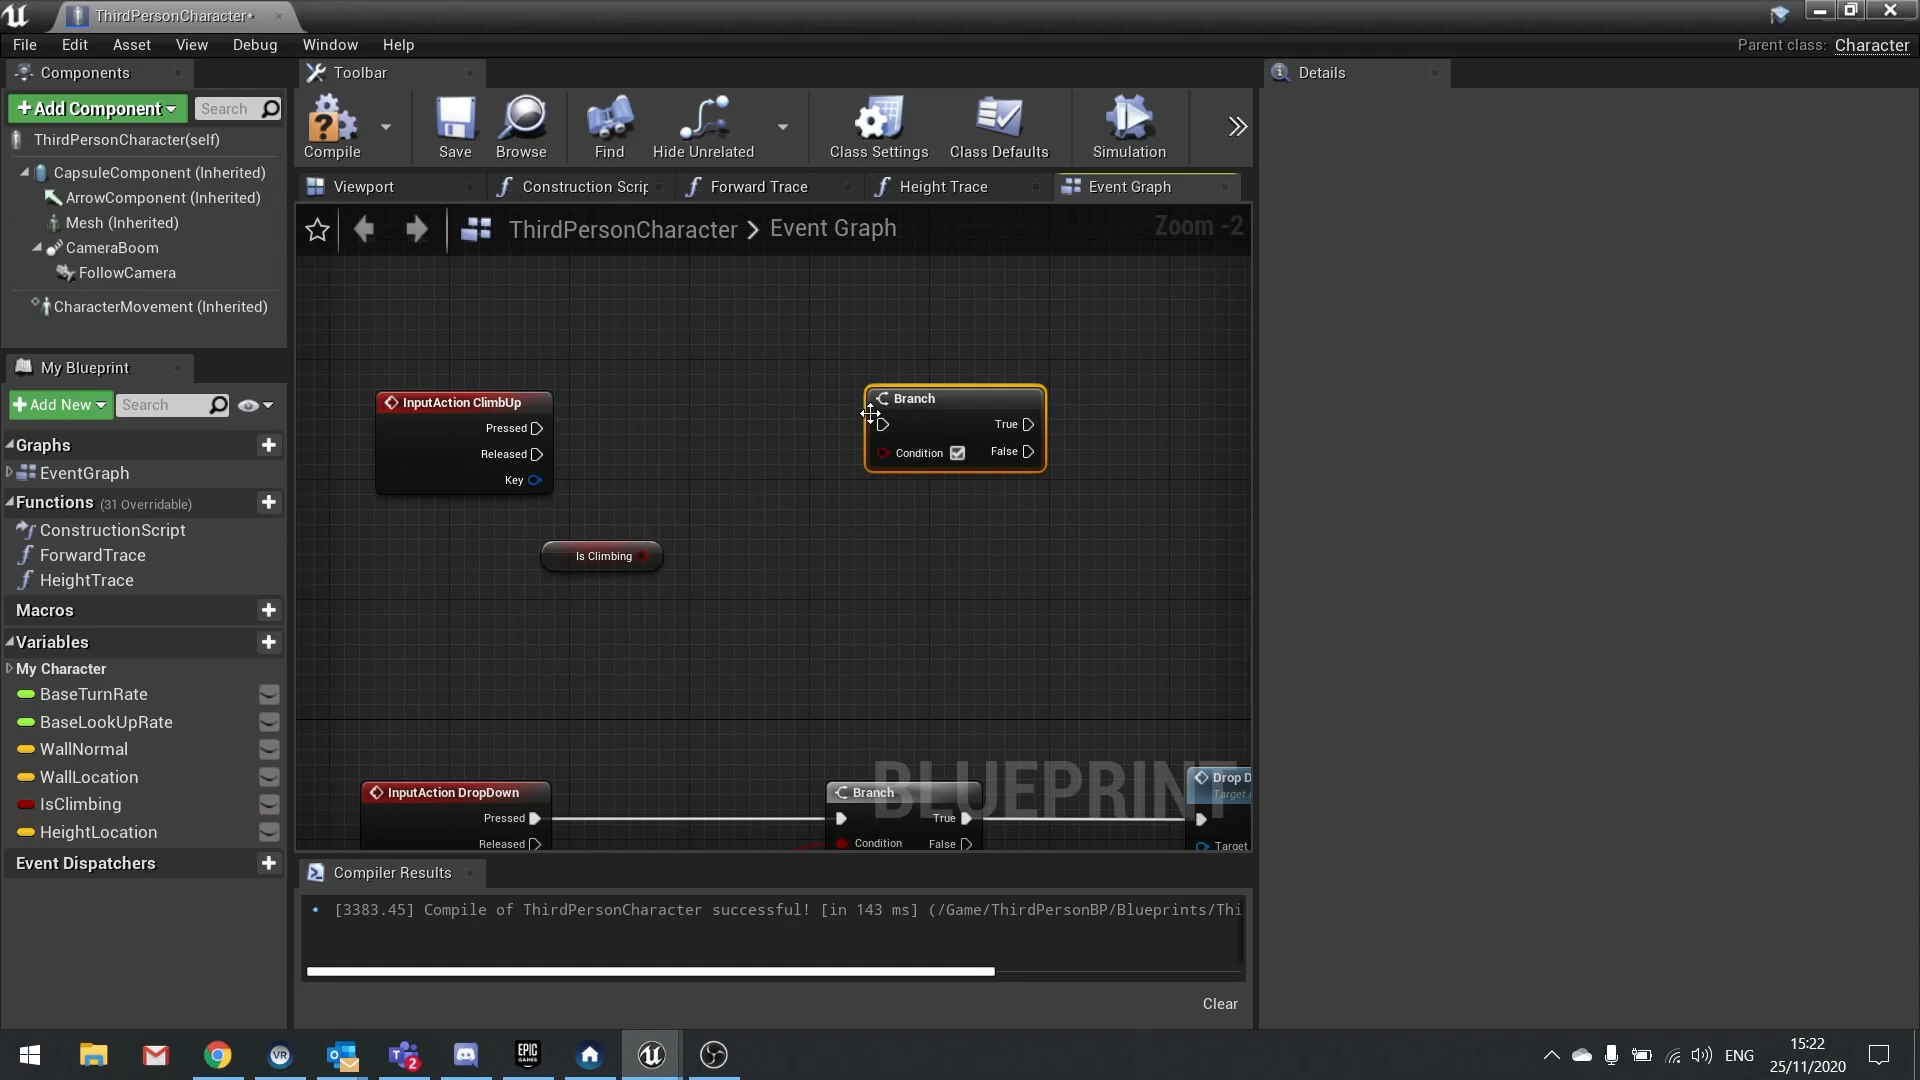 ThirdPersonCharacter*
File Edit Asset View Debug Window Help
Parent class: Character
Components
Toolbar
Details
+Add Component
Search
ThirdPersonCharacter(self)
CapsuleComponent (Inherited)
ArrowComponent (Inherited)
Mesh (Inherited)
CameraBoom
FollowCamera
CharacterMovement (Inherited)
Compile
Save
Browse
Find
Hide Unrelated
Class Settings
Class Defaults
Simulation
Viewport
Construction Scrip
Forward Trace
Height Trace
Event Graph
ThirdPersonCharacter > Event Graph
Zoom -2
My Blueprint
+Add New
Search
Graphs
EventGraph
Functions (31 Overridable)
ConstructionScript
ForwardTrace
HeightTrace
Macros
Variables
My Character
BaseTurnRate
BaseLookUpRate
WallNormal
WallLocation
IsClimbing
HeightLocation
Event Dispatchers
InputAction ClimbUp
Pressed
Released
Key
Branch
True
Condition
False
Is Climbing
InputAction DropDown
Pressed
Released
Branch
True
Condition
False
BLUEPRINT
Drop D
Target
Target
Compiler Results
[3383.45] Compile of ThirdPersonCharacter successful! [in 143 ms] (/Game/ThirdPersonBP/Blueprints/Thi
Clear
VR
2
EPIC
GAMES
ENG
15:22
25/11/2020